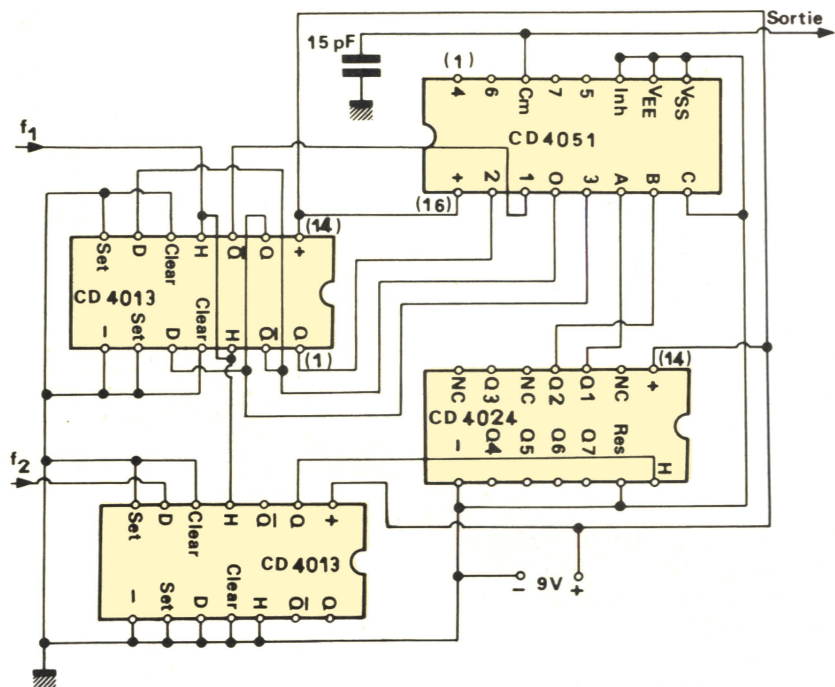 Sortie
15 pF
(1)
4 6 Cm 7 5 Inh VEE VSS
CD4051
+ 2 1 0 3 A B C
(16)
f1
(14)
Set D Clear H Q̅ Q +
CD 4013
− Set D Clear H Q̅ Q
(1)
(14)
NC Q3 NC Q2 Q1 NC +
CD 4024
− Q4 Q5 Q6 Q7 Res H
f2
Set D Clear H Q̅ Q +
CD 4013
− Set D Clear H Q̅ Q
− 9V +